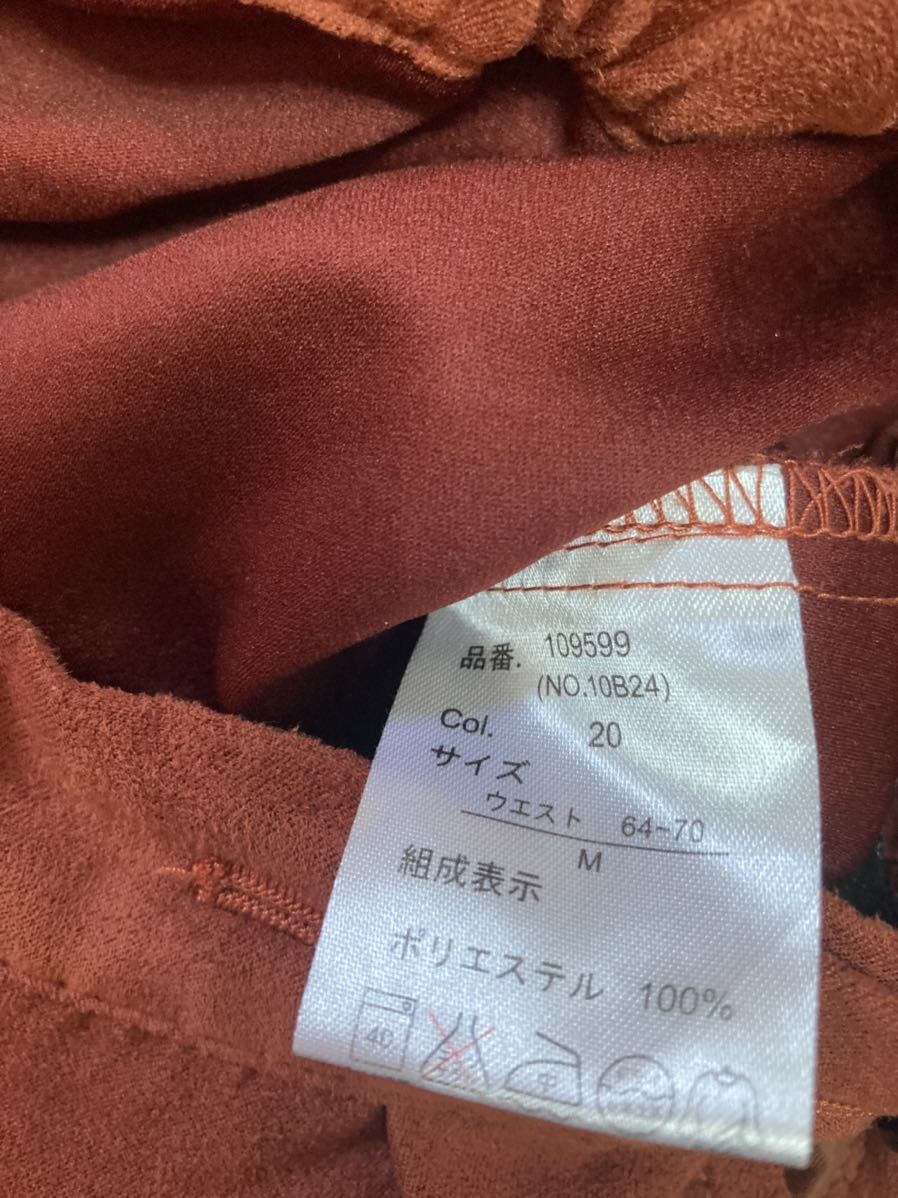 品番. 109599
(NO.10B24)
Col. 20
サイズ
ウエスト 64-70
M
組成表示
ポリエステル 100%
40
中